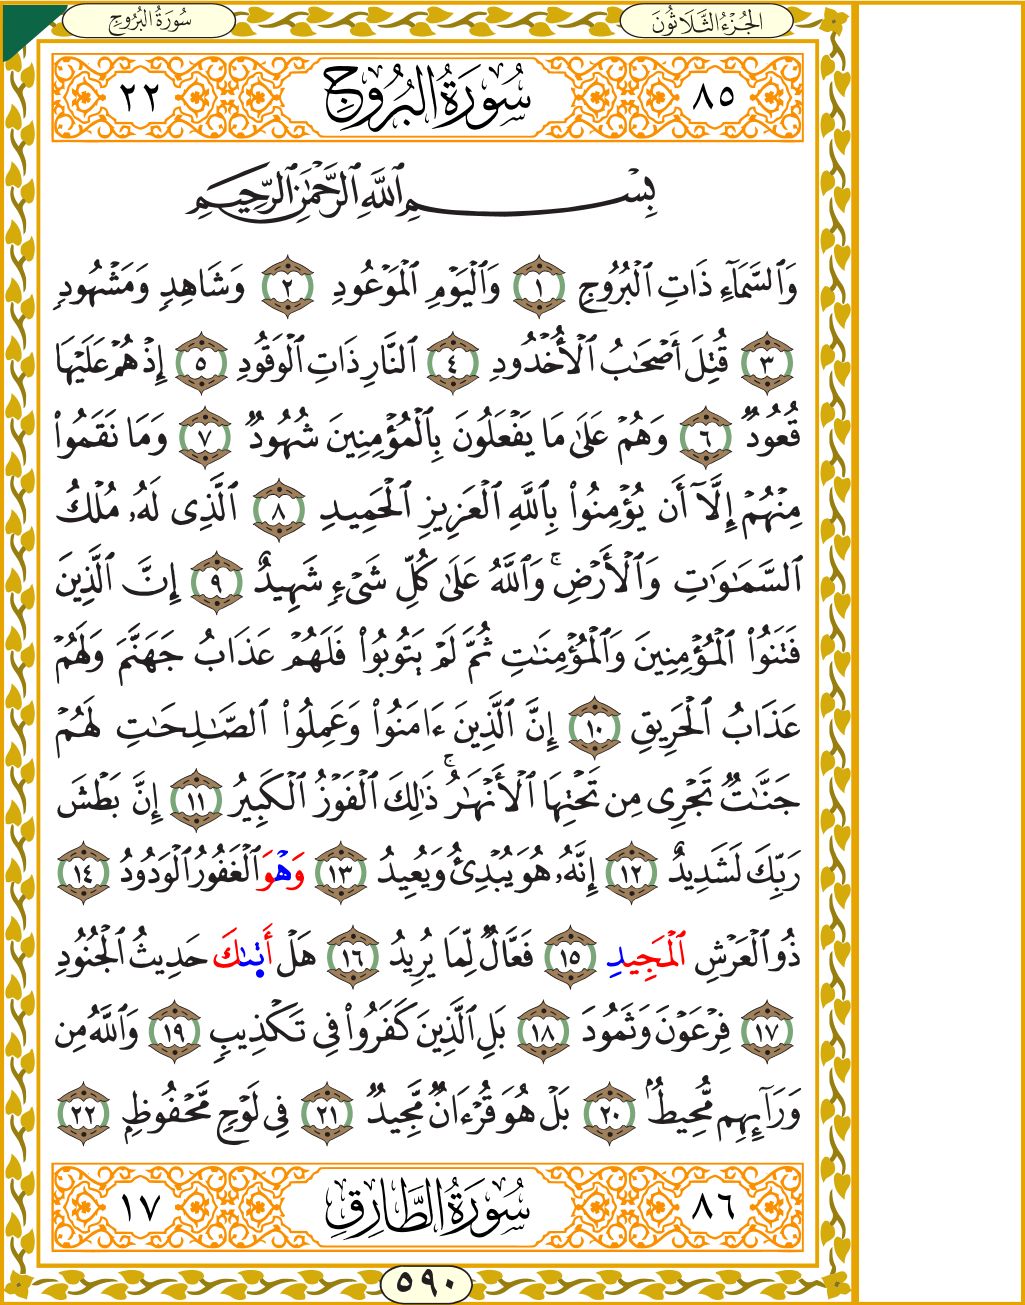 الجُزْءُ الثَّلَاثُونَ سُورَةُ البُرُوجِ
٨٥ سُورَةُ البُرُوجِ ٢٢
بِسْمِ ٱللَّهِ ٱلرَّحْمَٰنِ ٱلرَّحِيمِ
وَٱلسَّمَآءِ ذَاتِ ٱلْبُرُوجِ ١ وَٱلْيَوْمِ ٱلْمَوْعُودِ ٢ وَشَاهِدٍ وَمَشْهُودٍ
٣ قُتِلَ أَصْحَٰبُ ٱلْأُخْدُودِ ٤ ٱلنَّارِ ذَاتِ ٱلْوَقُودِ ٥ إِذْ هُمْ عَلَيْهَا
قُعُودٌ ٦ وَهُمْ عَلَىٰ مَا يَفْعَلُونَ بِٱلْمُؤْمِنِينَ شُهُودٌ ٧ وَمَا نَقَمُوا۟
مِنْهُمْ إِلَّآ أَن يُؤْمِنُوا۟ بِٱللَّهِ ٱلْعَزِيزِ ٱلْحَمِيدِ ٨ ٱلَّذِى لَهُۥ مُلْكُ
ٱلسَّمَٰوَٰتِ وَٱلْأَرْضِ ۚ وَٱللَّهُ عَلَىٰ كُلِّ شَىْءٍ شَهِيدٌ ٩ إِنَّ ٱلَّذِينَ
فَتَنُوا۟ ٱلْمُؤْمِنِينَ وَٱلْمُؤْمِنَٰتِ ثُمَّ لَمْ يَتُوبُوا۟ فَلَهُمْ عَذَابُ جَهَنَّمَ وَلَهُمْ
عَذَابُ ٱلْحَرِيقِ ١٠ إِنَّ ٱلَّذِينَ ءَامَنُوا۟ وَعَمِلُوا۟ ٱلصَّٰلِحَٰتِ لَهُمْ
جَنَّٰتٌ تَجْرِى مِن تَحْتِهَا ٱلْأَنْهَٰرُ ۚ ذَٰلِكَ ٱلْفَوْزُ ٱلْكَبِيرُ ١١ إِنَّ بَطْشَ
رَبِّكَ لَشَدِيدٌ ١٢ إِنَّهُۥ هُوَ يُبْدِئُ وَيُعِيدُ ١٣ وَهْوَ ٱلْغَفُورُ ٱلْوَدُودُ ١٤
ذُو ٱلْعَرْشِ ٱلْمَجِيدِ ١٥ فَعَّالٌ لِّمَا يُرِيدُ ١٦ هَلْ أَتَىٰكَ حَدِيثُ ٱلْجُنُودِ
١٧ فِرْعَوْنَ وَثَمُودَ ١٨ بَلِ ٱلَّذِينَ كَفَرُوا۟ فِى تَكْذِيبٍ ١٩ وَٱللَّهُ مِن
وَرَآئِهِم مُّحِيطٌۢ ٢٠ بَلْ هُوَ قُرْءَانٌ مَّجِيدٌ ٢١ فِى لَوْحٍ مَّحْفُوظٍۭ ٢٢
٨٦ سُورَةُ الطَّارِقِ ١٧
٥٩٠